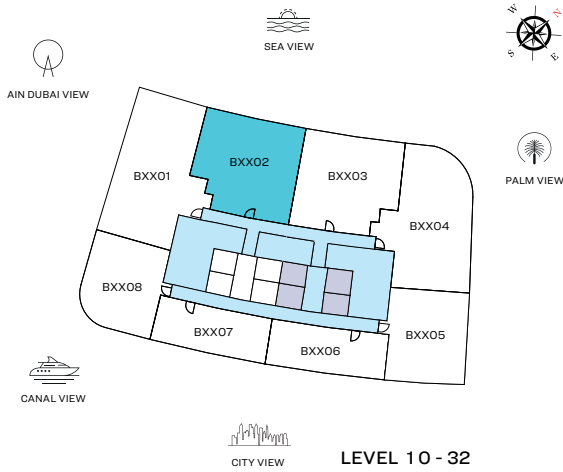 W N
S E
SEA VIEW
AIN DUBAI VIEW
PALM VIEW
BXX01
BXX02
BXX03
BXX04
BXX08
BXX07
BXX06
BXX05
CANAL VIEW
CITY VIEW
LEVEL 10 - 32